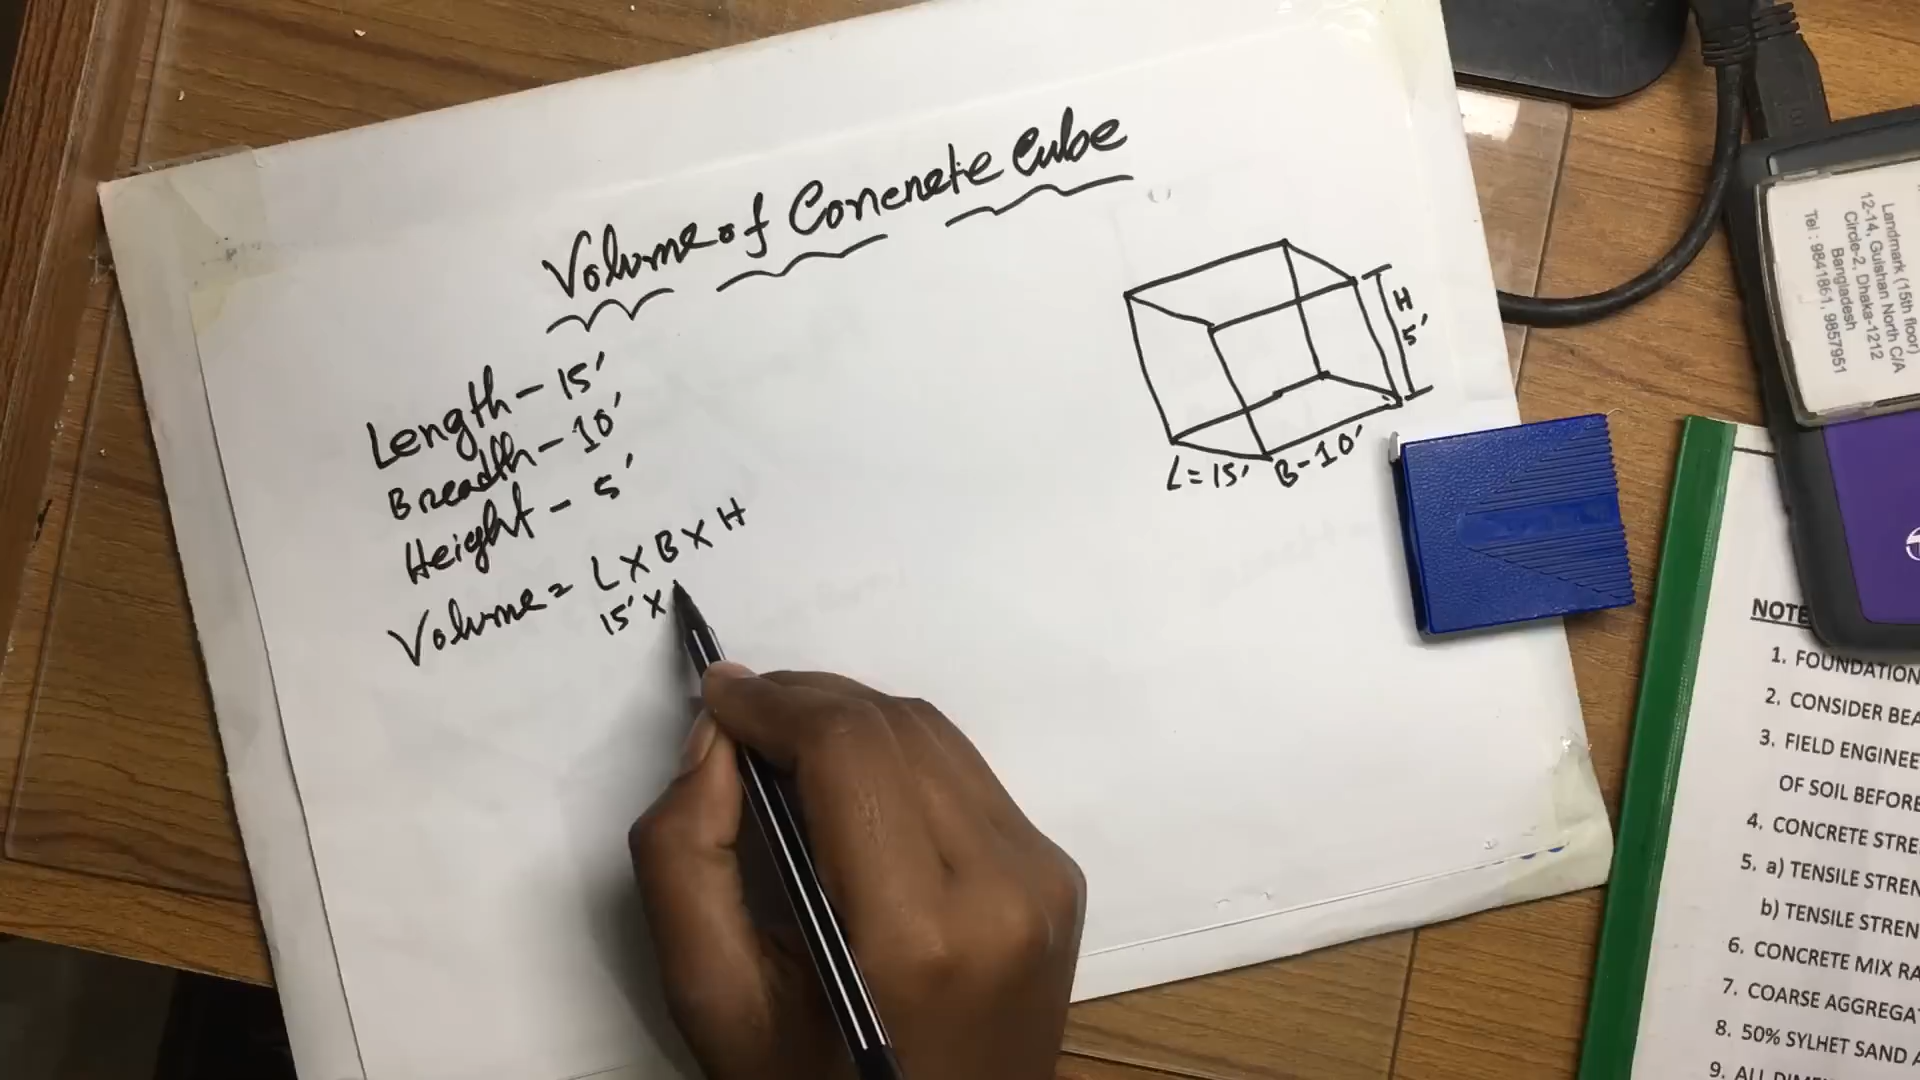 Volume of Concrete Cube
Length - 15'
Breadth - 10'
Height - 5'
Volume = L X B X H
15' X
H
5'
L = 15' B - 10'
Landmark (15th floor)
12-14, Gulshan North C/A
Circle-2, Dhaka-1212
Bangladesh
Tel : 9841861, 9857951
NOTE
1. FOUNDATION
2. CONSIDER BEA
3. FIELD ENGINEE
OF SOIL BEFORE
4. CONCRETE STRE
5. a) TENSILE STREN
b) TENSILE STREN
6. CONCRETE MIX RA
7. COARSE AGGREGA
8. 50% SYLHET SAND A
9. ALL DIME